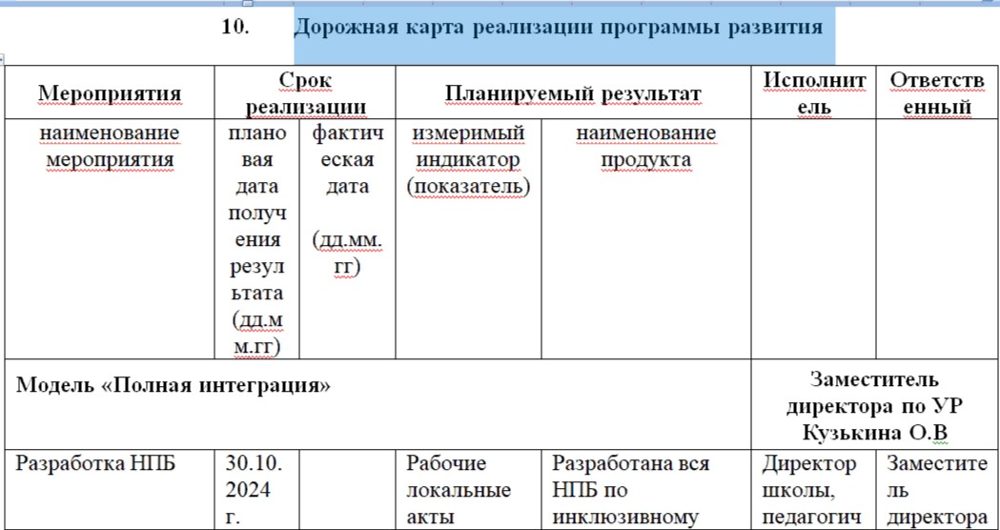 10. Дорожная карта реализации программы развития
Мероприятия
Срок
реализации
Планируемый результат
Исполнит
ель
Ответств
енный
наименование
мероприятия
плано
вая
дата
получ
ения
резул
ьтата
(дд.м
м.гг)
фактич
еская
дата
(дд.мм.
гг)
измеримый
индикатор
(показатель)
наименование
продукта
Модель «Полная интеграция»
Заместитель
директора по УР
Кузькина О.В
Разработка НПБ
30.10.
2024
г.
Рабочие
локальные
акты
Разработана вся
НПБ по
инклюзивному
Директор
школы,
педагогич
Заместите
ль
директора